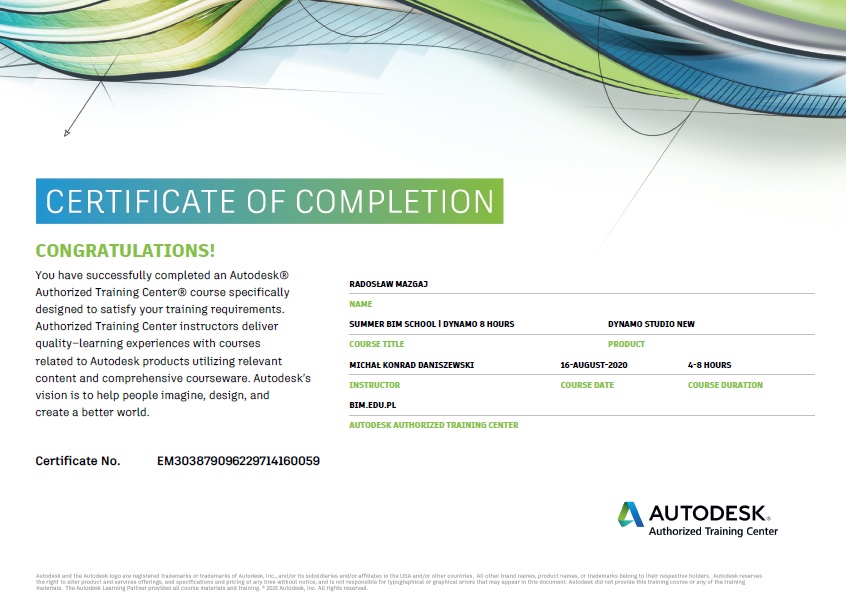 CERTIFICATE OF COMPLETION
CONGRATULATIONS!
You have successfully completed an Autodesk®
Authorized Training Center® course specifically
designed to satisfy your training requirements.
Authorized Training Center instructors deliver
quality–learning experiences with courses
related to Autodesk products utilizing relevant
content and comprehensive courseware. Autodesk's
vision is to help people imagine, design, and
create a better world.
Certificate No. EM303879096229714160059
RADOSŁAW MAZGAJ
NAME
SUMMER BIM SCHOOL | DYNAMO 8 HOURS DYNAMO STUDIO NEW
COURSE TITLE PRODUCT
MICHAŁ KONRAD DANISZEWSKI 16-AUGUST-2020 4-8 HOURS
INSTRUCTOR COURSE DATE COURSE DURATION
BIM.EDU.PL
AUTODESK AUTHORIZED TRAINING CENTER
AUTODESK®
Authorized Training Center
Autodesk and the Autodesk logo are registered trademarks or trademarks of Autodesk, Inc., and/or its subsidiaries and/or affiliates in the USA and/or other countries. All other brand names, product names, or trademarks belong to their respective holders. Autodesk reserves
the right to alter product and services offerings, and specifications and pricing at any time without notice, and is not responsible for typographical or graphical errors that may appear in this document. Autodesk did not provide this training course or any of the training
materials. The Autodesk Learning Partner provided all course materials and training. Autodesk, Inc. All rights reserved.